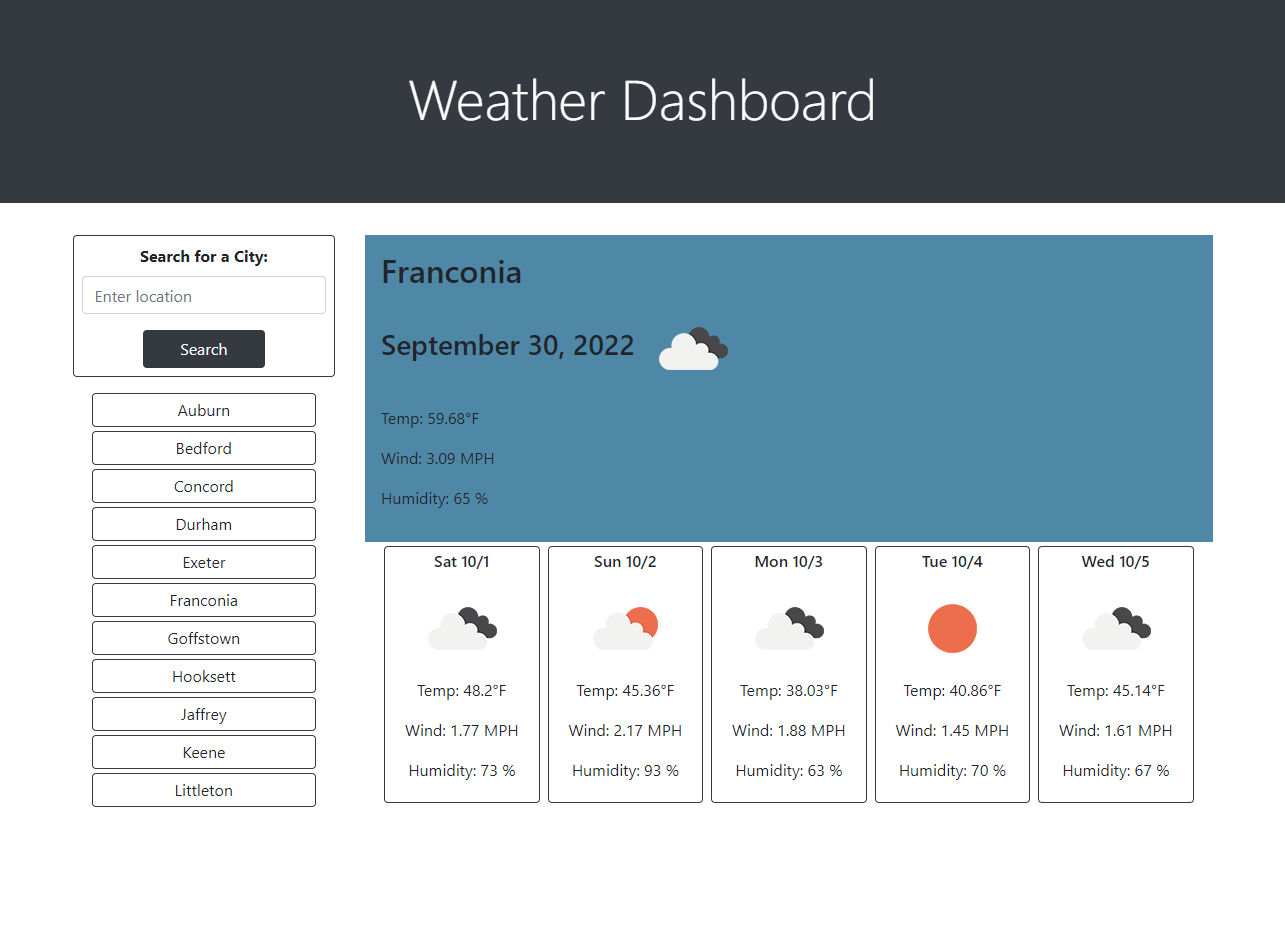 Weather Dashboard
Search for a City:
Enter location
Search
Auburn
Bedford
Concord
Durham
Exeter
Franconia
Goffstown
Hooksett
Jaffrey
Keene
Littleton
Franconia
September 30, 2022
Temp: 59.68°F
Wind: 3.09 MPH
Humidity: 65 %
Sat 10/1
Temp: 48.2°F
Wind: 1.77 MPH
Humidity: 73 %
Sun 10/2
Temp: 45.36°F
Wind: 2.17 MPH
Humidity: 93 %
Mon 10/3
Temp: 38.03°F
Wind: 1.88 MPH
Humidity: 63 %
Tue 10/4
Temp: 40.86°F
Wind: 1.45 MPH
Humidity: 70 %
Wed 10/5
Temp: 45.14°F
Wind: 1.61 MPH
Humidity: 67 %